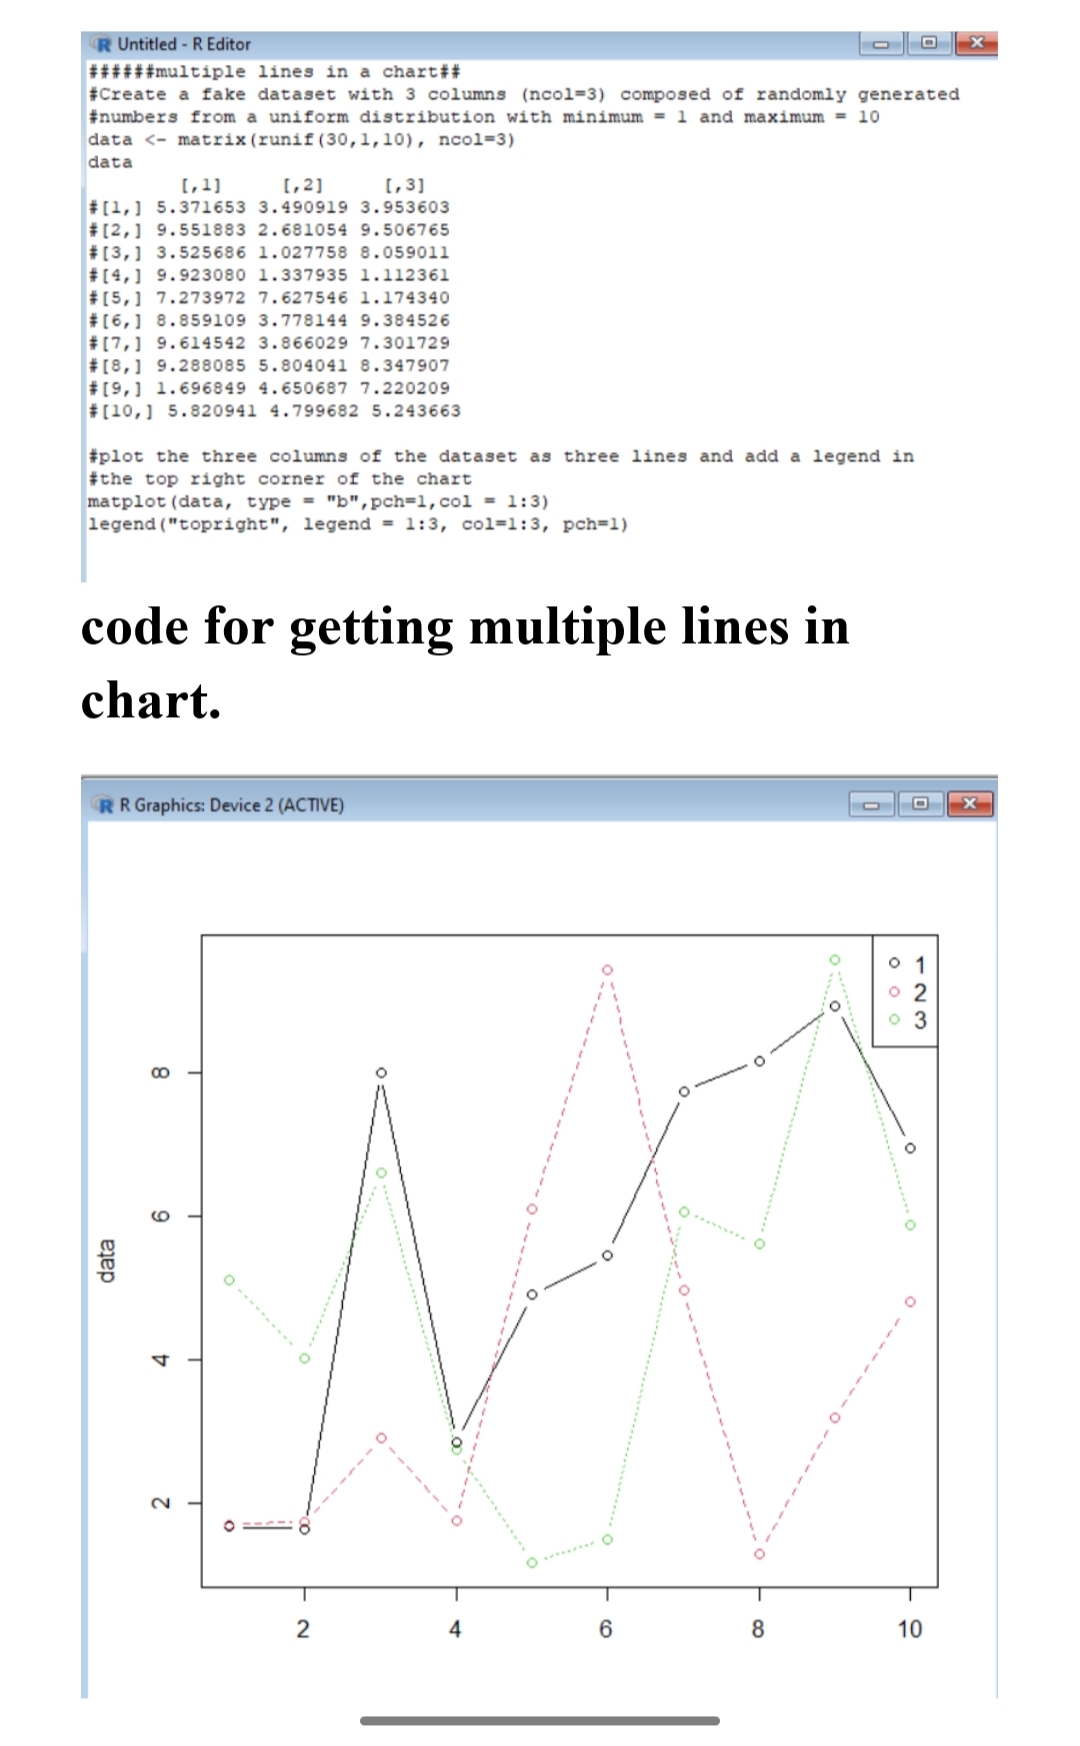 Untitled - R Editor
######multiple lines in a chart##
#Create a fake dataset with 3 columns (ncol=3) composed of randomly generated
#numbers from a uniform distribution with minimum = 1 and maximum = 10
data <- matrix(runif(30,1,10), ncol=3)
data
[,1] [,2] [,3]
#[1,] 5.371653 3.490919 3.953603
#[2,] 9.551883 2.681054 9.506765
#[3,] 3.525686 1.027758 8.059011
#[4,] 9.923080 1.337935 1.112361
#[5,] 7.273972 7.627546 1.174340
#[6,] 8.859109 3.778144 9.384526
#[7,] 9.614542 3.866029 7.301729
#[8,] 9.288085 5.804041 8.347907
#[9,] 1.696849 4.650687 7.220209
#[10,] 5.820941 4.799682 5.243663
#plot the three columns of the dataset as three lines and add a legend in
#the top right corner of the chart
matplot(data, type = "b",pch=1,col = 1:3)
legend("topright", legend = 1:3, col=1:3, pch=1)
code for getting multiple lines in
chart.
R Graphics: Device 2 (ACTIVE)
1
2
3
8
6
4
2
data
2 4 6 8 10